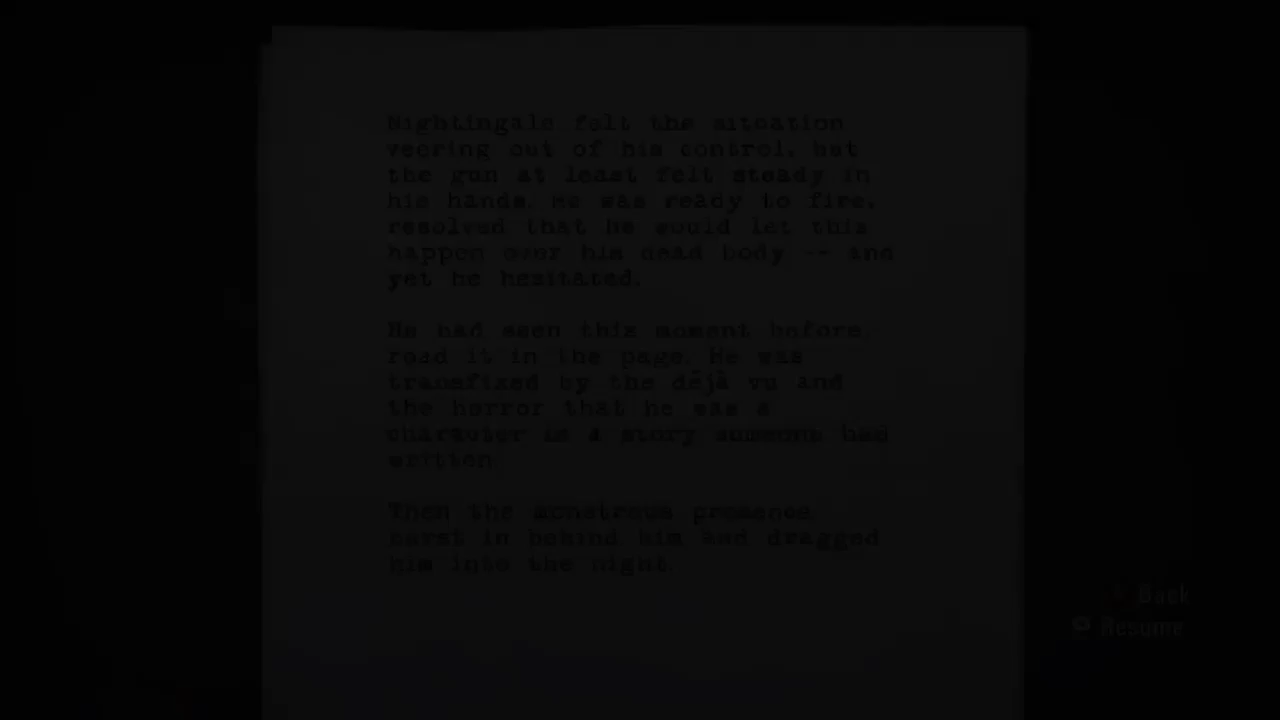 Nightingale felt the situation
veering out of his control, but
the gun at least felt steady in
his hands. He was ready to fire,
resolved that he would let this
happen over his dead body -- and
yet he hesitated.
He had seen this moment before,
read it in the page. He was
transfixed by the déjà vu and
the horror that he was a
character in a story someone had
written.
Then the monstrous presence
burst in behind him and dragged
him into the night.
Back
Resume